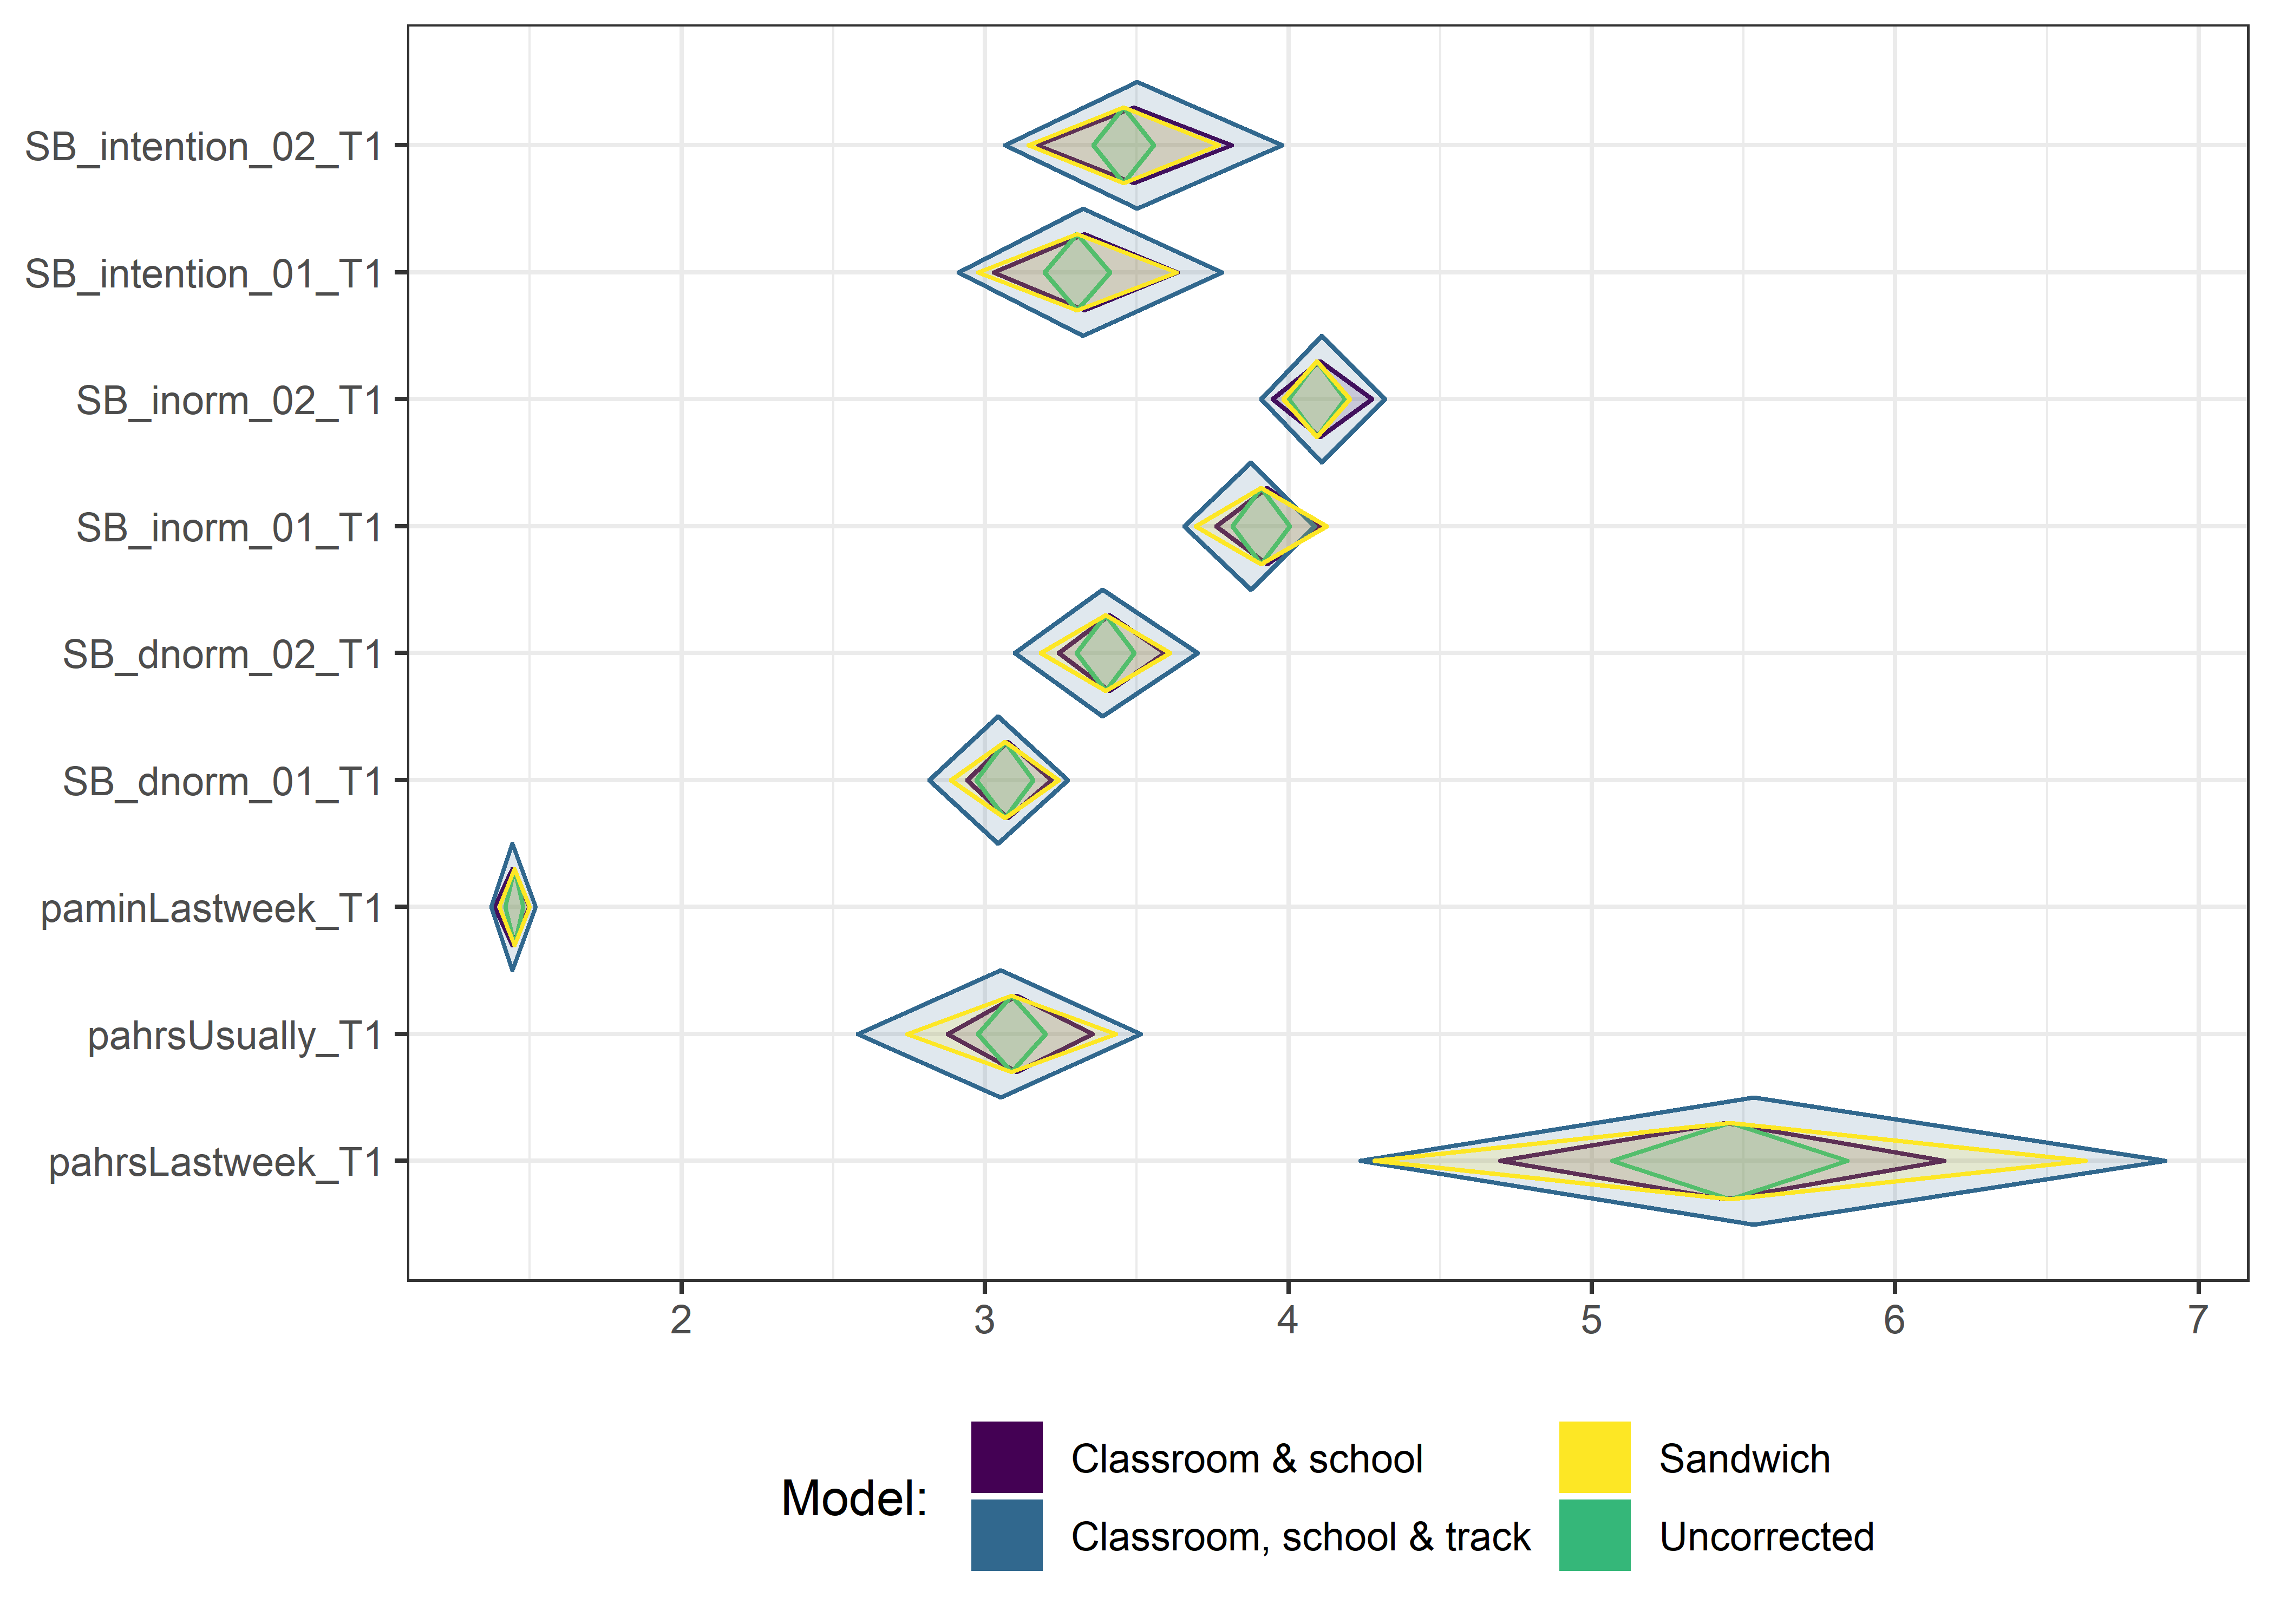 SB_intention_02_T1
SB_intention_01_T1
SB_inorm_02_T1
SB_inorm_01_T1
SB_dnorm_02_T1
SB_dnorm_01_T1
paminLastweek_T1
pahrsUsually_T1
pahrsLastweek_T1
2 3 4 5 6 7
Model:
Classroom & school
Sandwich
Classroom, school & track
Uncorrected